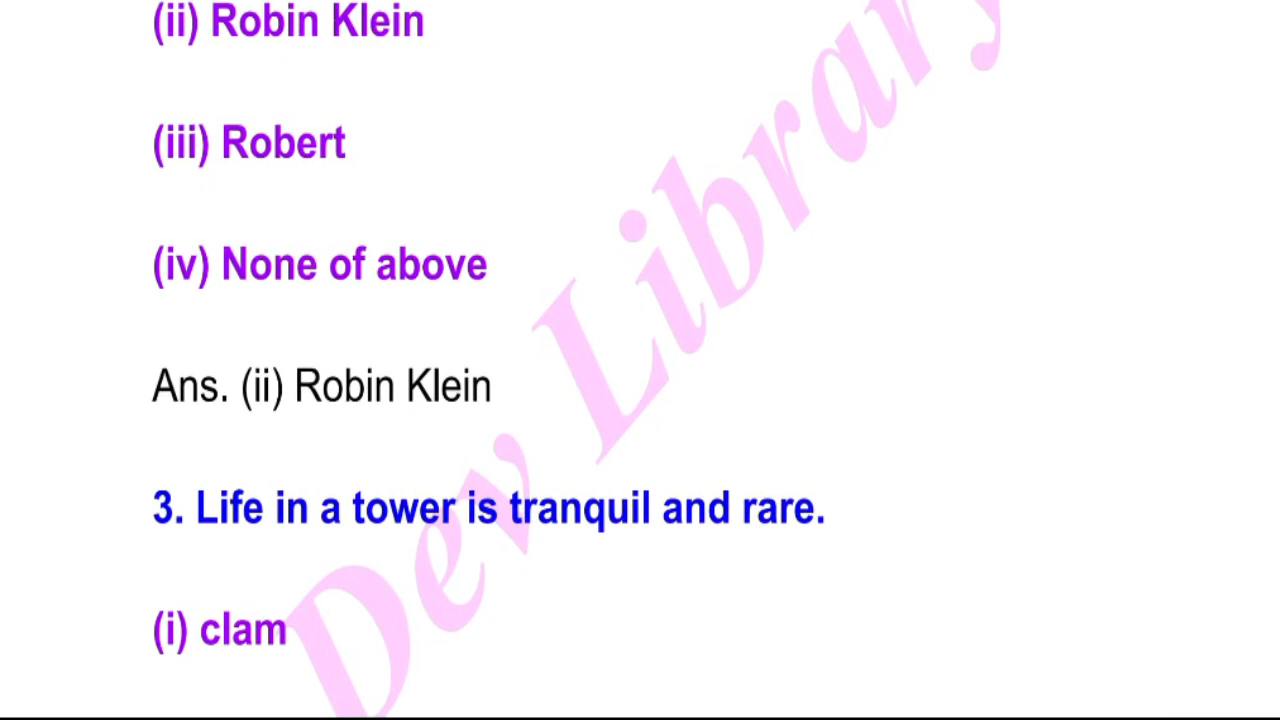 (ii) Robin Klein
(iii) Robert
(iv) None of above
Ans. (ii) Robin Klein
3. Life in a tower is tranquil and rare.
(i) clam
Dev Library